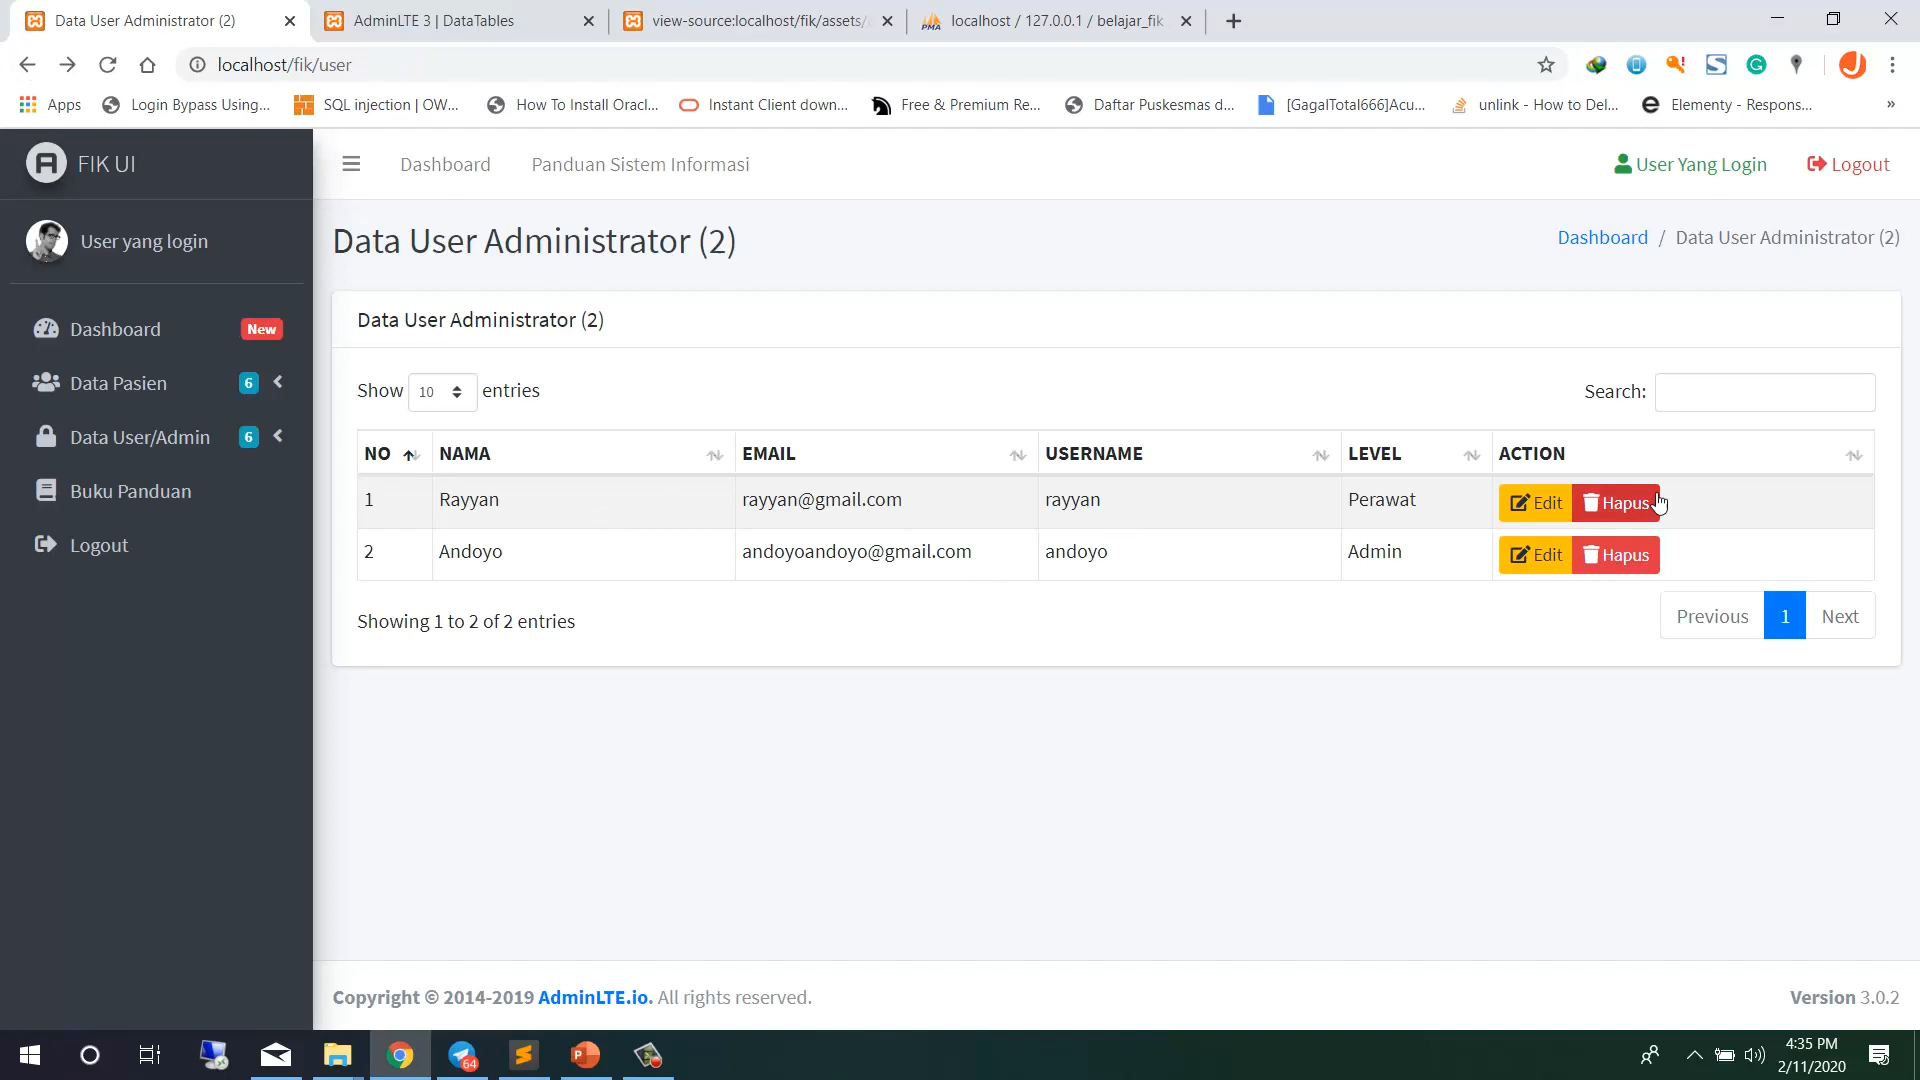 Data User Administrator (2)
AdminLTE 3 | DataTables
view-source:localhost/fik/assets/
localhost / 127.0.0.1 / belajar_fik
PMA
localhost/fik/user
Apps
Login Bypass Using...
SQL injection | OW...
How To Install Oracl...
Instant Client down...
Free & Premium Re...
Daftar Puskesmas d...
[GagalTotal666]Acu...
unlink - How to Del...
Elementy - Respons...
»
FIK UI
Dashboard
Panduan Sistem Informasi
User Yang Login
Logout
User yang login
Data User Administrator (2)
Dashboard / Data User Administrator (2)
Dashboard New
Data Pasien 6
Data User/Admin 6
Buku Panduan
Logout
Data User Administrator (2)
Show 10 entries
Search:
NO NAMA EMAIL USERNAME LEVEL ACTION
1 Rayyan rayyan@gmail.com rayyan Perawat Edit Hapus
2 Andoyo andoyoandoyo@gmail.com andoyo Admin Edit Hapus
Showing 1 to 2 of 2 entries
Previous 1 Next
Copyright © 2014-2019 AdminLTE.io. All rights reserved.
Version 3.0.2
64
4:35 PM
2/11/2020